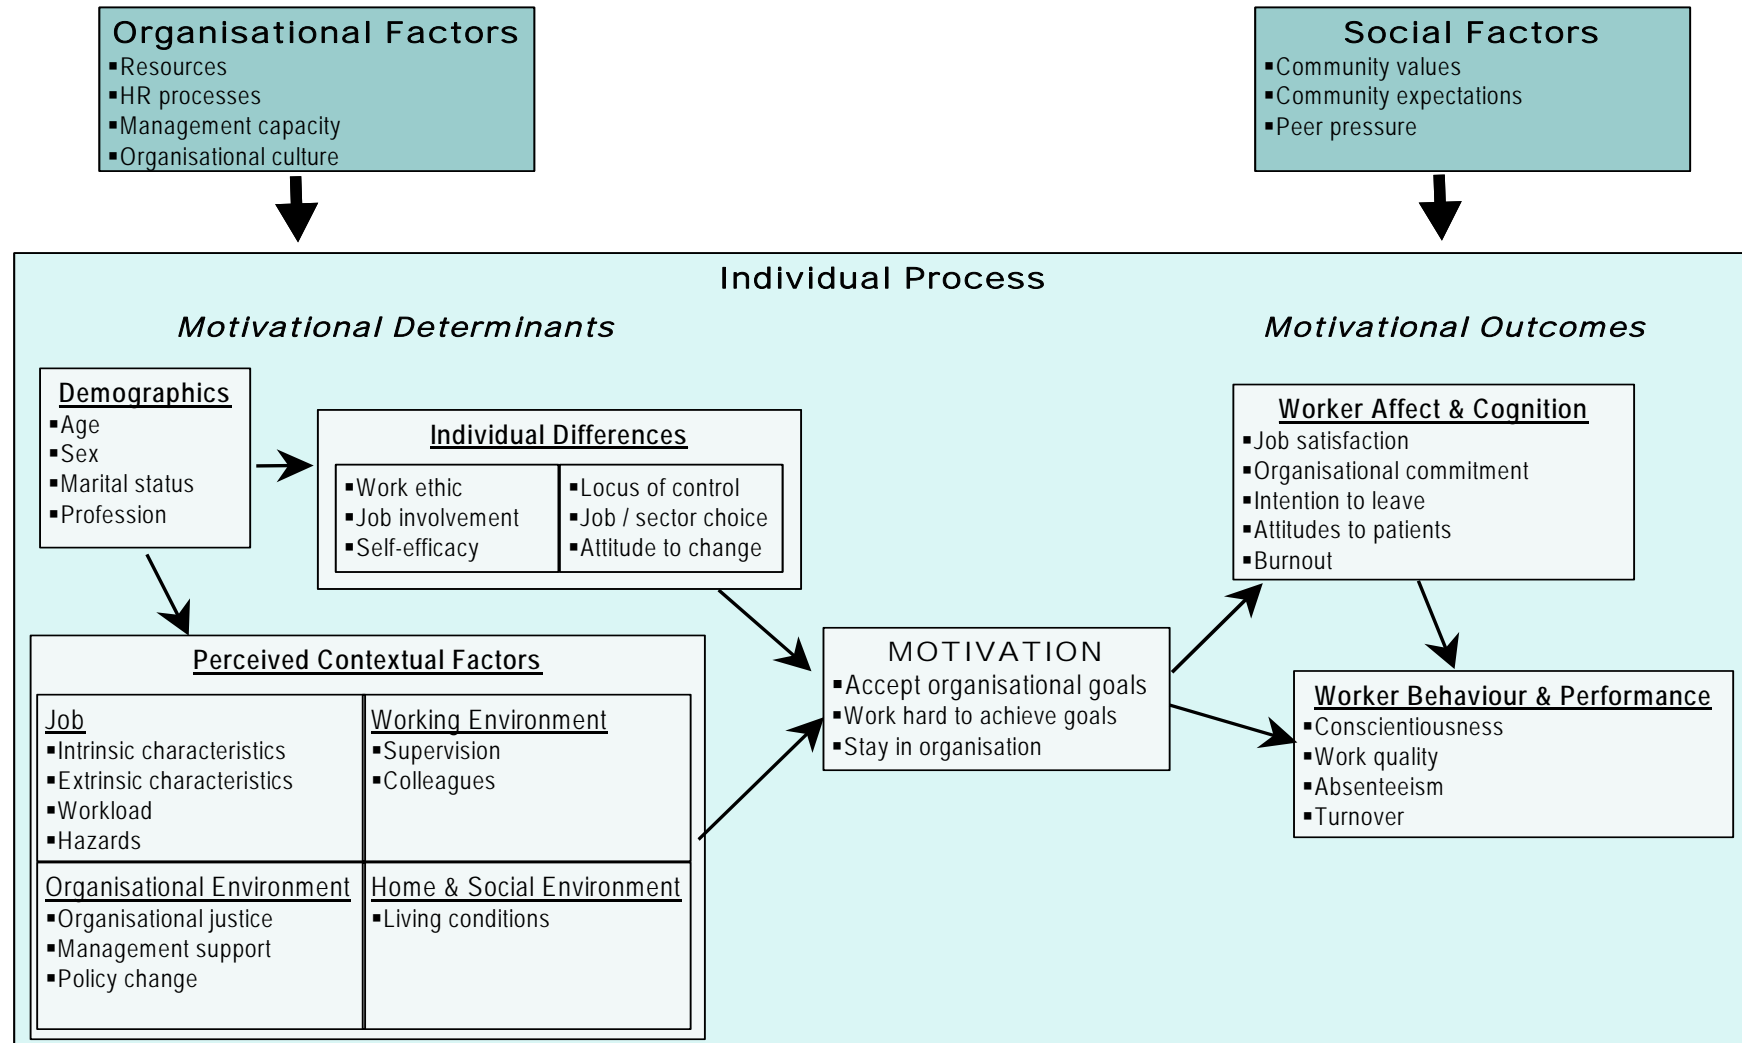 Organisational Factors
▪Resources
▪HR processes
▪Management capacity
▪Organisational culture
Social Factors
▪Community values
▪Community expectations
▪Peer pressure
Individual Process
Motivational Determinants
Motivational Outcomes
Demographics
▪Age
▪Sex
▪Marital status
▪Profession
Individual Differences
▪Work ethic
▪Job involvement
▪Self-efficacy
▪Locus of control
▪Job / sector choice
▪Attitude to change
Perceived Contextual Factors
Job
▪Intrinsic characteristics
▪Extrinsic characteristics
▪Workload
▪Hazards
Working Environment
▪Supervision
▪Colleagues
Organisational Environment
▪Organisational justice
▪Management support
▪Policy change
Home & Social Environment
▪Living conditions
MOTIVATION
▪Accept organisational goals
▪Work hard to achieve goals
▪Stay in organisation
Worker Affect & Cognition
▪Job satisfaction
▪Organisational commitment
▪Intention to leave
▪Attitudes to patients
▪Burnout
Worker Behaviour & Performance
▪Conscientiousness
▪Work quality
▪Absenteeism
▪Turnover